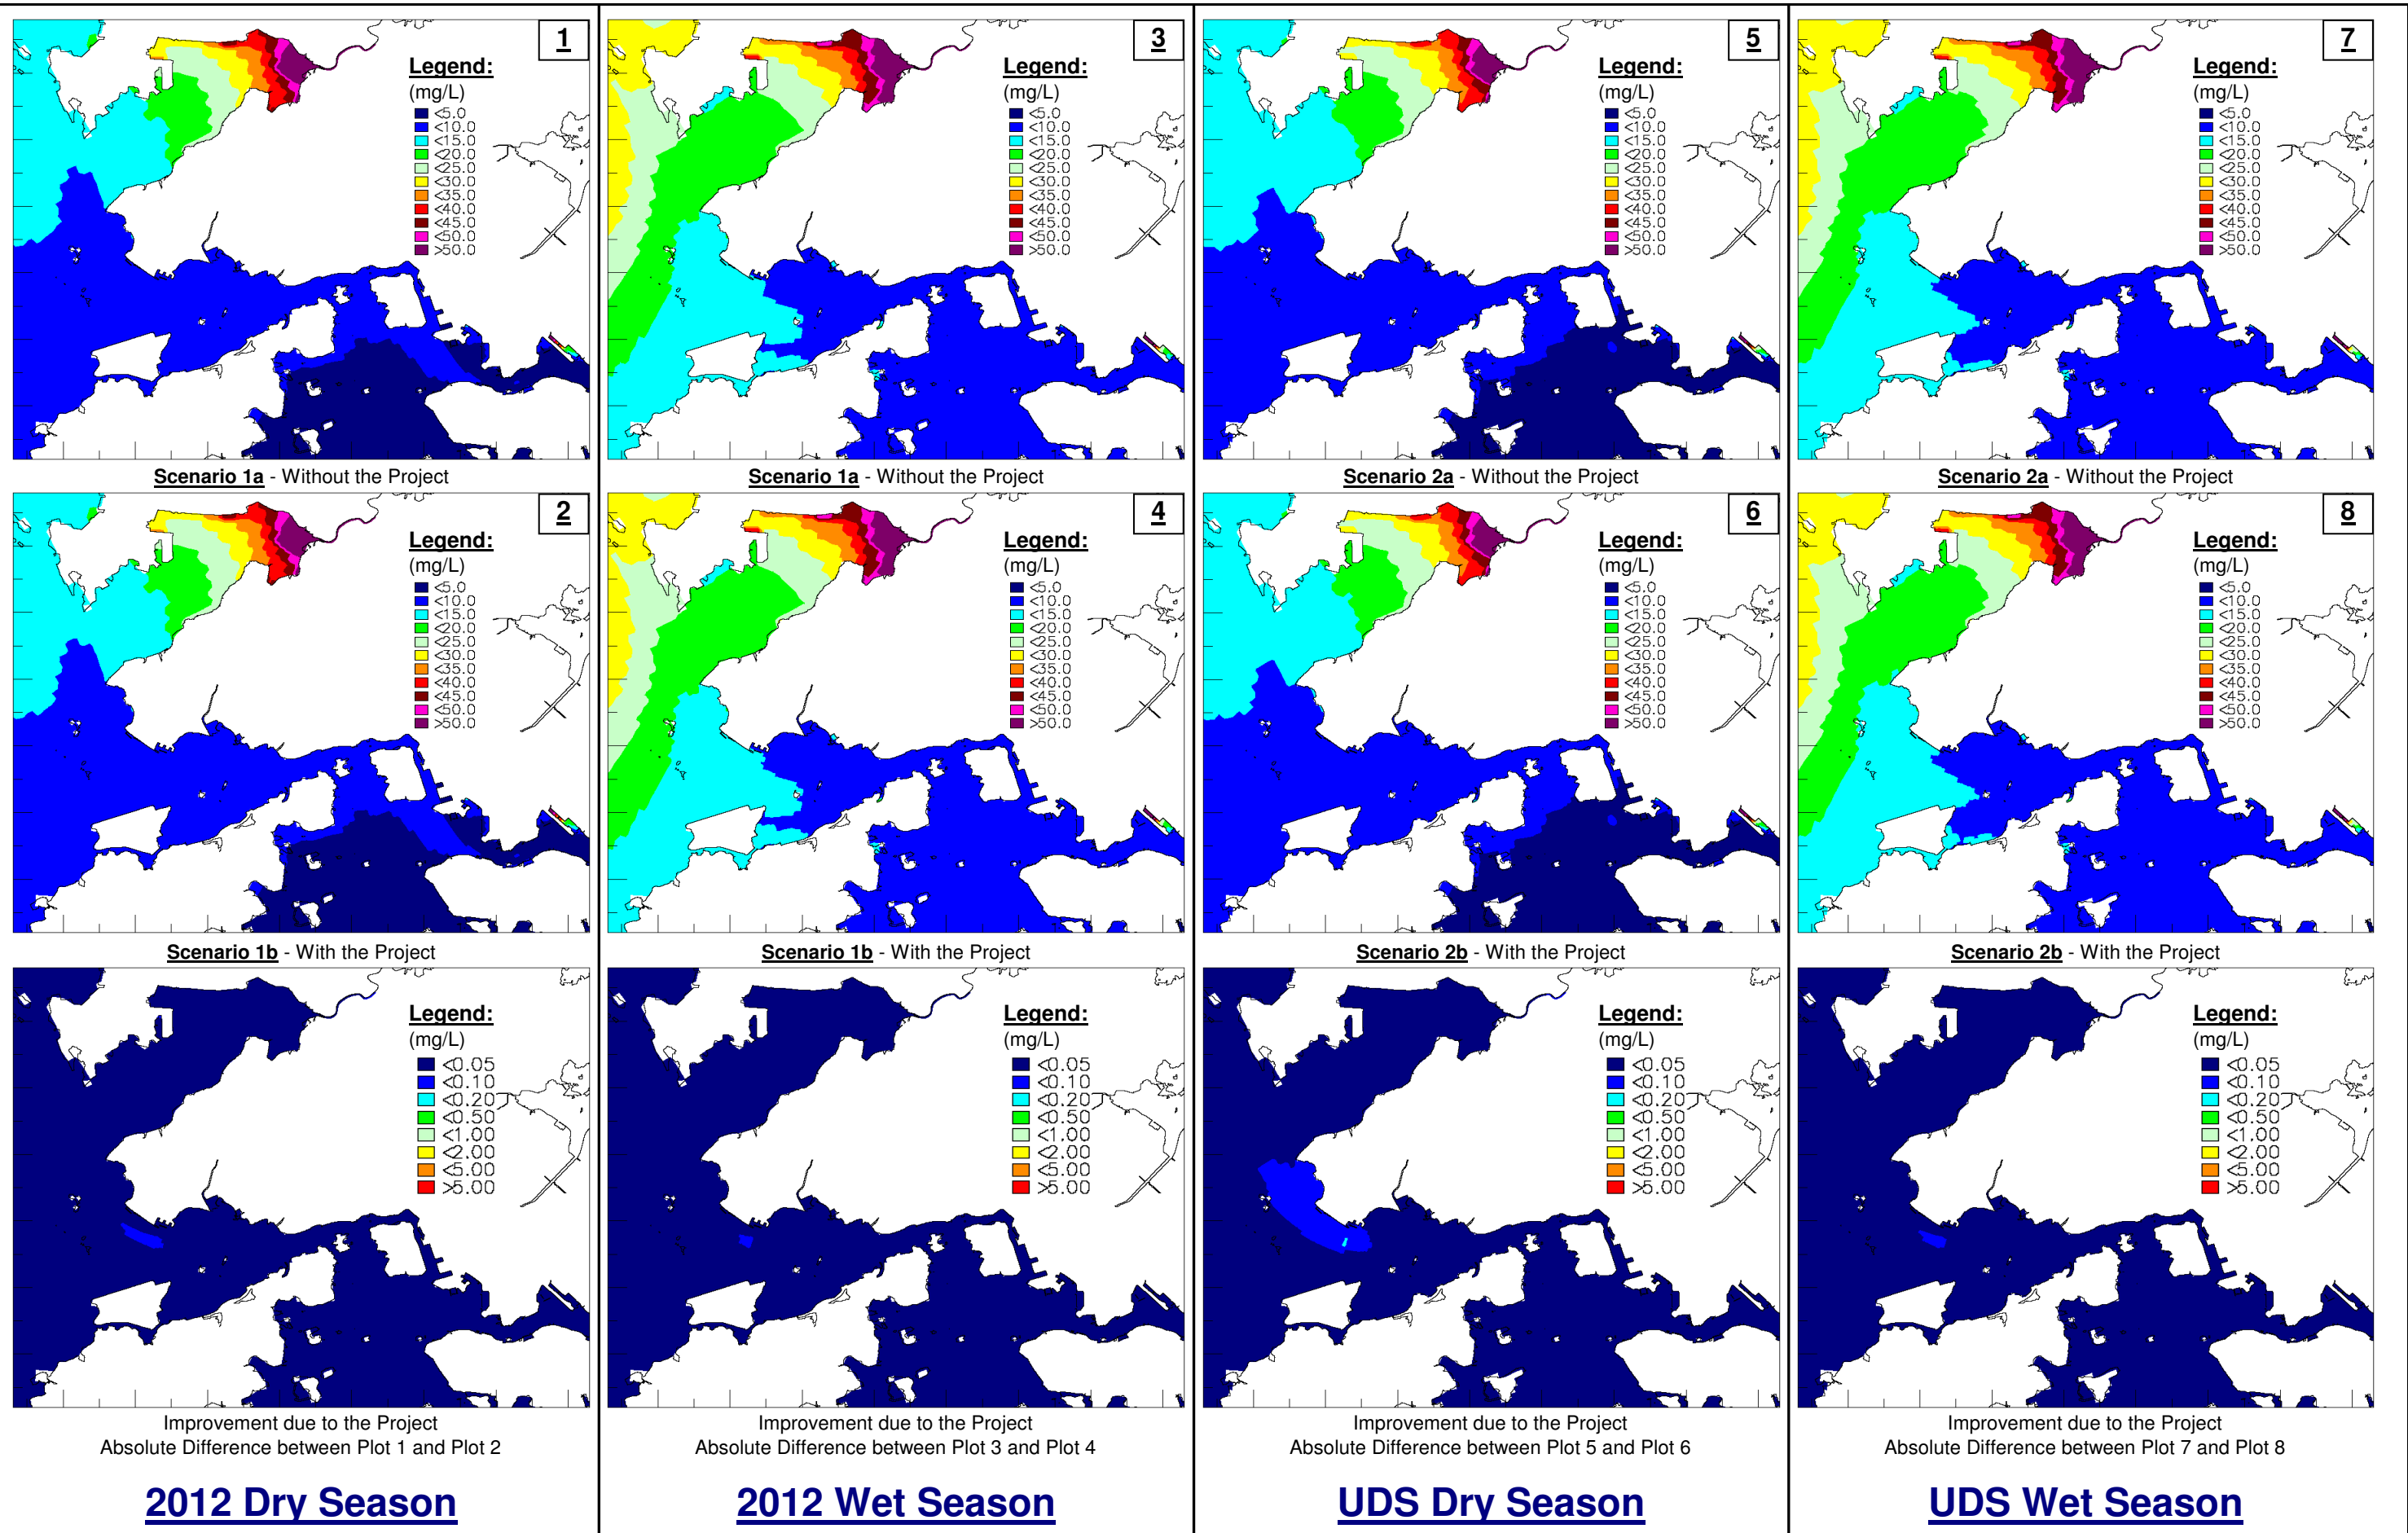 1
Legend:
(mg/L)
<5.0
<10.0
<15.0
<20.0
<25.0
<30.0
<35.0
<40.0
<45.0
<50.0
>50.0
Scenario 1a - Without the Project
2
Legend:
(mg/L)
<5.0
<10.0
<15.0
<20.0
<25.0
<30.0
<35.0
<40.0
<45.0
<50.0
>50.0
Scenario 1b - With the Project
Legend:
(mg/L)
<0.05
<0.10
<0.20
<0.50
<1.00
<2.00
<5.00
>5.00
Improvement due to the Project
Absolute Difference between Plot 1 and Plot 2
2012 Dry Season
3
Legend:
(mg/L)
<5.0
<10.0
<15.0
<20.0
<25.0
<30.0
<35.0
<40.0
<45.0
<50.0
>50.0
Scenario 1a - Without the Project
4
Legend:
(mg/L)
<5.0
<10.0
<15.0
<20.0
<25.0
<30.0
<35.0
<40.0
<45.0
<50.0
>50.0
Scenario 1b - With the Project
Legend:
(mg/L)
<0.05
<0.10
<0.20
<0.50
<1.00
<2.00
<5.00
>5.00
Improvement due to the Project
Absolute Difference between Plot 3 and Plot 4
2012 Wet Season
5
Legend:
(mg/L)
<5.0
<10.0
<15.0
<20.0
<25.0
<30.0
<35.0
<40.0
<45.0
<50.0
>50.0
Scenario 2a - Without the Project
6
Legend:
(mg/L)
<5.0
<10.0
<15.0
<20.0
<25.0
<30.0
<35.0
<40.0
<45.0
<50.0
>50.0
Scenario 2b - With the Project
Legend:
(mg/L)
<0.05
<0.10
<0.20
<0.50
<1.00
<2.00
<5.00
>5.00
Improvement due to the Project
Absolute Difference between Plot 5 and Plot 6
UDS Dry Season
7
Legend:
(mg/L)
<5.0
<10.0
<15.0
<20.0
<25.0
<30.0
<35.0
<40.0
<45.0
<50.0
>50.0
Scenario 2a - Without the Project
8
Legend:
(mg/L)
<5.0
<10.0
<15.0
<20.0
<25.0
<30.0
<35.0
<40.0
<45.0
<50.0
>50.0
Scenario 2b - With the Project
Legend:
(mg/L)
<0.05
<0.10
<0.20
<0.50
<1.00
<2.00
<5.00
>5.00
Improvement due to the Project
Absolute Difference between Plot 7 and Plot 8
UDS Wet Season